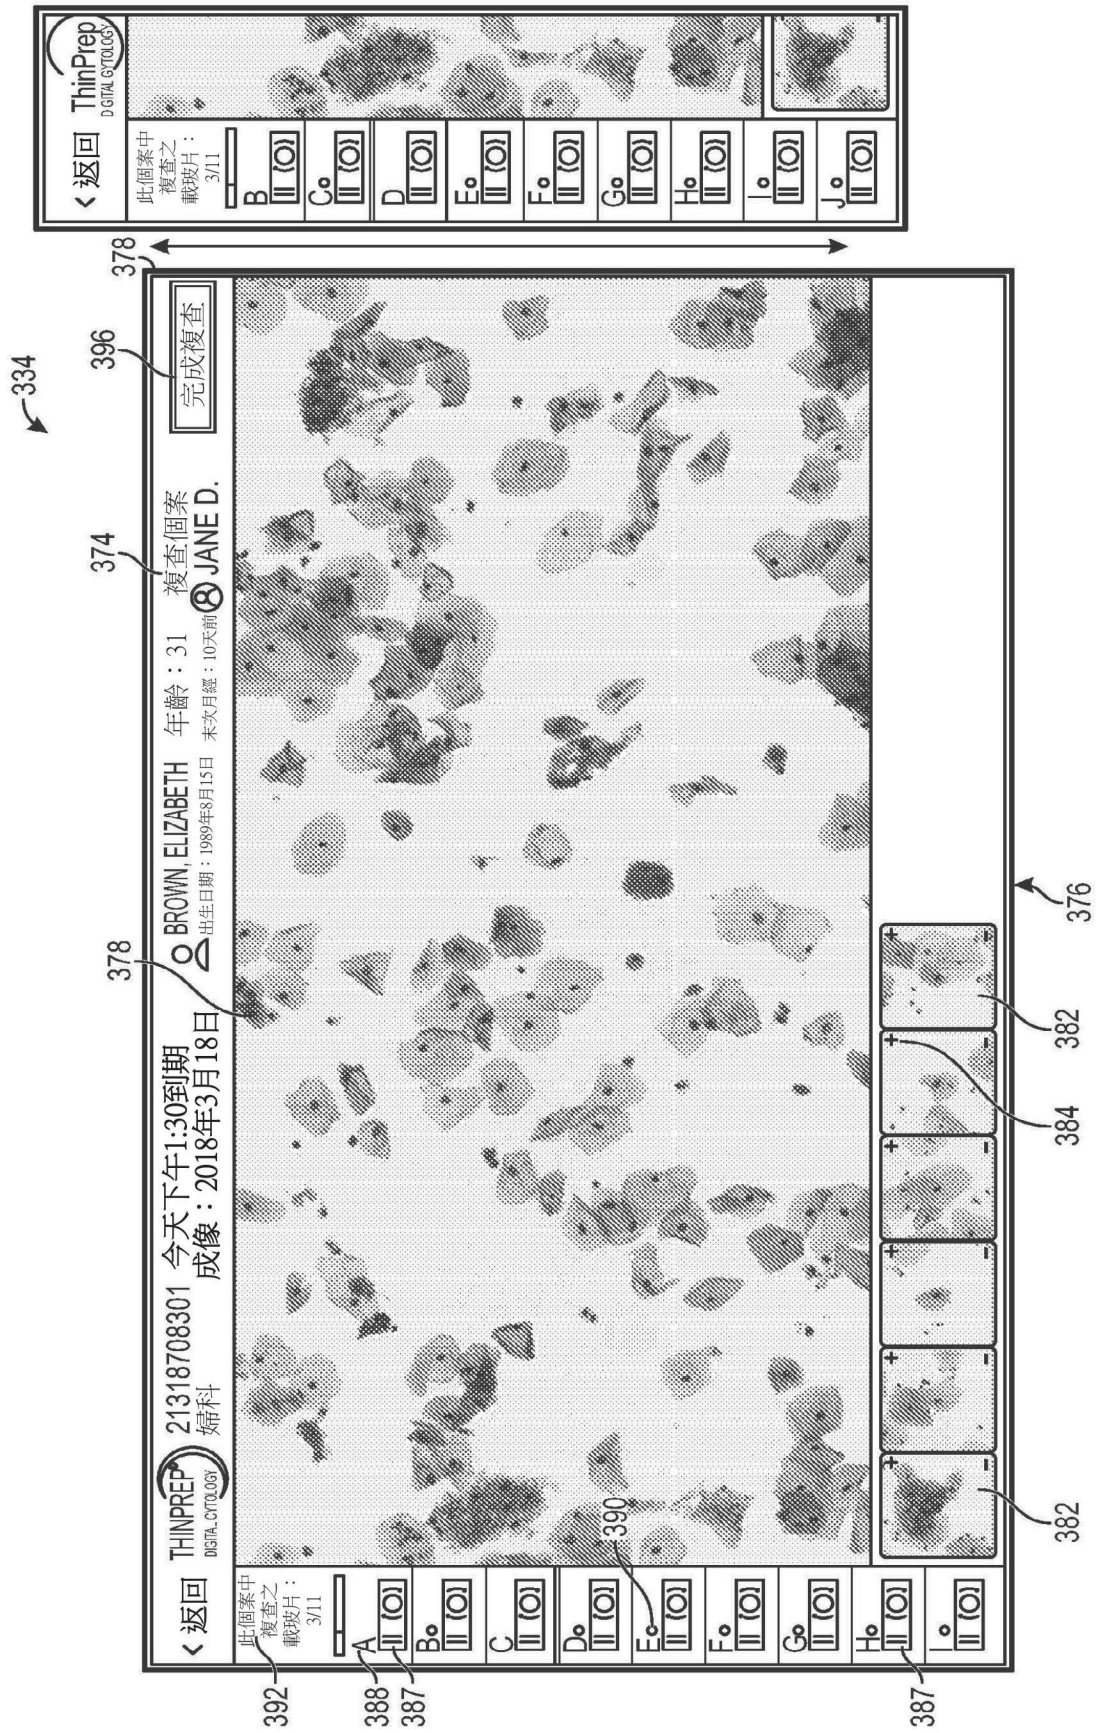 334
378
374
396
378
< 返回
THINPREP
DIGITA_CYTOLOGY
21318708301
婦科
今天下午1:30到期
成像：2018年3月18日
BROWN, ELIZABETH
出生日期：1989年8月15日
年齡：31
末次月經：10天前
複查個案
JANE D.
完成複查
392
此個案中
複查之
載玻片：
3/11
388
387
A
B
C
D
390
E
F
G
H
I
387
+
-
+
-
+
-
+
-
+
-
+
-
382
384
382
376
< 返回
ThinPrep
D GITAL GYTOLOGY
此個案中
複查之
載玻片：
3/11
B
C
D
E
F
G
H
I
J